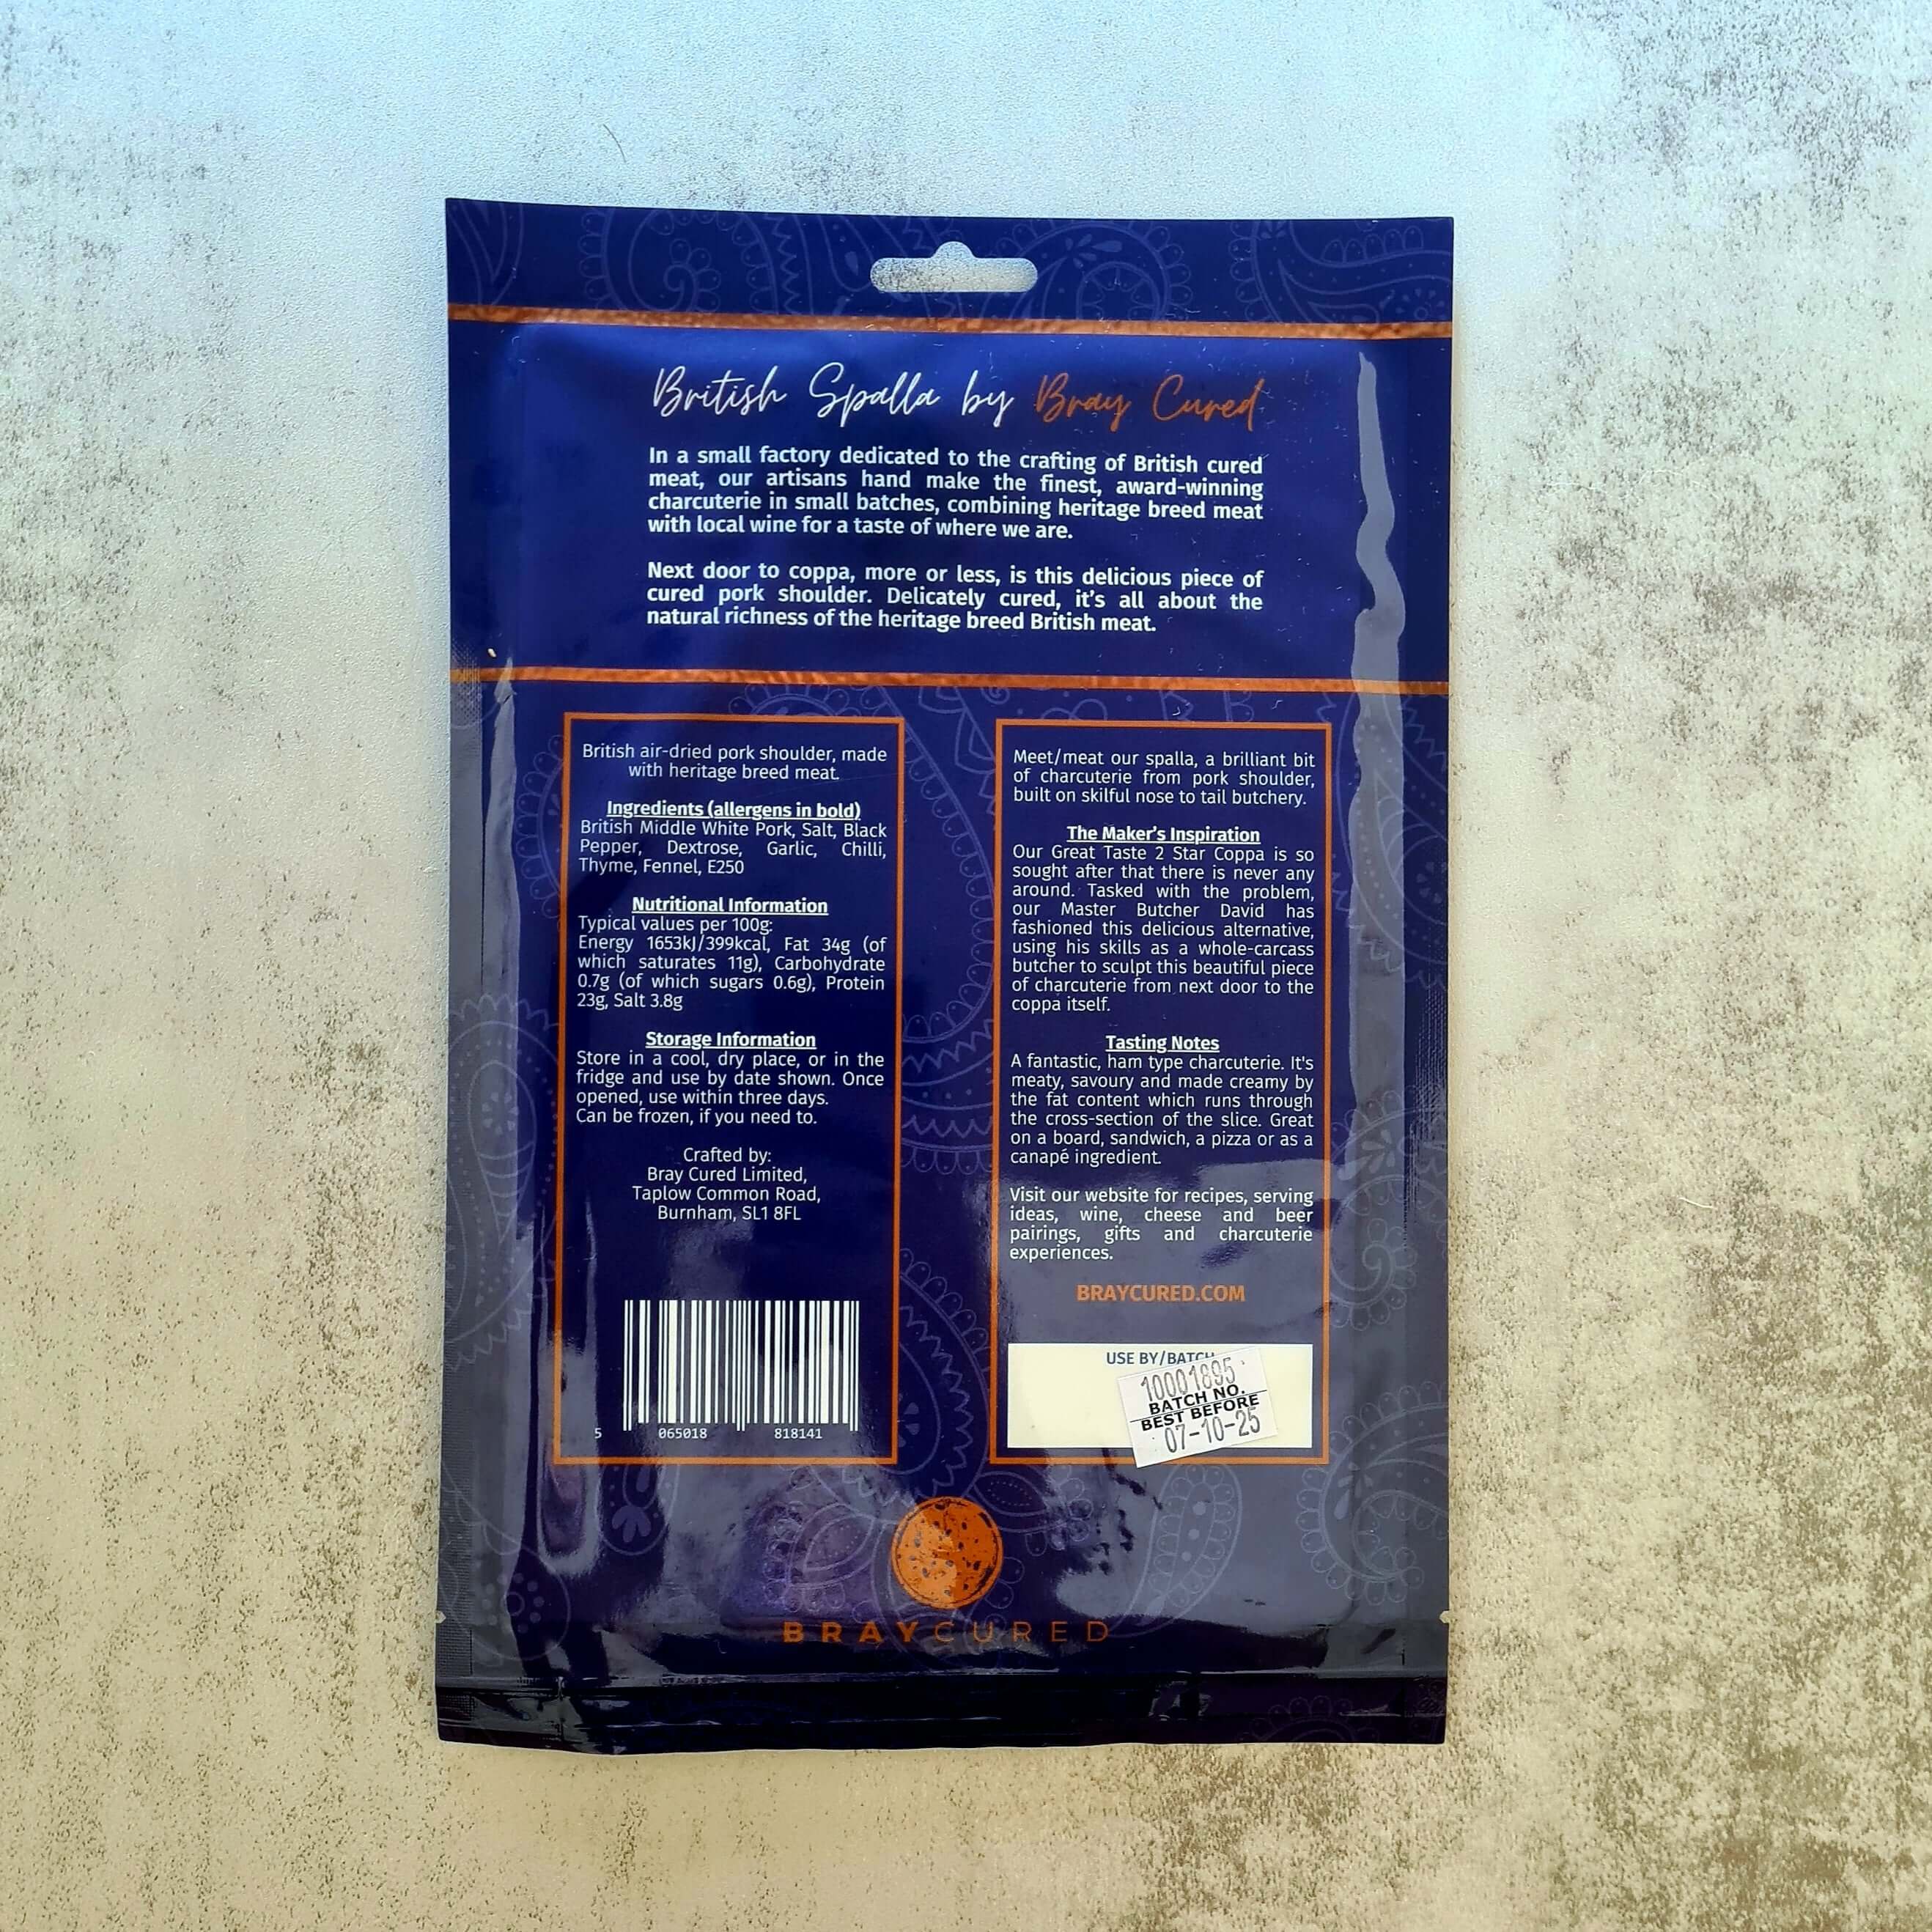 British Spalla by Bray Cured
In a small factory dedicated to the crafting of British cured
meat, our artisans hand make the finest, award-winning
charcuterie in small batches, combining heritage breed meat
with local wine for a taste of where we are.
Next door to coppa, more or less, is this delicious piece of
cured pork shoulder. Delicately cured, it's all about the
natural richness of the heritage breed British meat.
British air-dried pork shoulder, made
with heritage breed meat.
Ingredients (allergens in bold)
British Middle White Pork, Salt, Black
Pepper, Dextrose, Garlic, Chilli,
Thyme, Fennel, E250
Nutritional Information
Typical values per 100g:
Energy 1653kJ/399kcal, Fat 34g (of
which saturates 11g), Carbohydrate
0.7g (of which sugars 0.6g), Protein
23g, Salt 3.8g
Storage Information
Store in a cool, dry place, or in the
fridge and use by date shown. Once
opened, use within three days.
Can be frozen, if you need to.
Crafted by:
Bray Cured Limited,
Taplow Common Road,
Burnham, SL1 8FL
5 065018 818141
Meet/meat our spalla, a brilliant bit
of charcuterie from pork shoulder,
built on skilful nose to tail butchery.
The Maker's Inspiration
Our Great Taste 2 Star Coppa is so
sought after that there is never any
around. Tasked with the problem,
our Master Butcher David has
fashioned this delicious alternative,
using his skills as a whole-carcass
butcher to sculpt this beautiful piece
of charcuterie from next door to the
coppa itself.
Tasting Notes
A fantastic, ham type charcuterie. It's
meaty, savoury and made creamy by
the fat content which runs through
the cross-section of the slice. Great
on a board, sandwich, a pizza or as a
canapé ingredient.
Visit our website for recipes, serving
ideas, wine, cheese and beer
pairings, gifts and charcuterie
experiences.
BRAYCURED.COM
USE BY/BATCH
10001895
BATCH NO.
BEST BEFORE
07-10-25
BRAYCURED